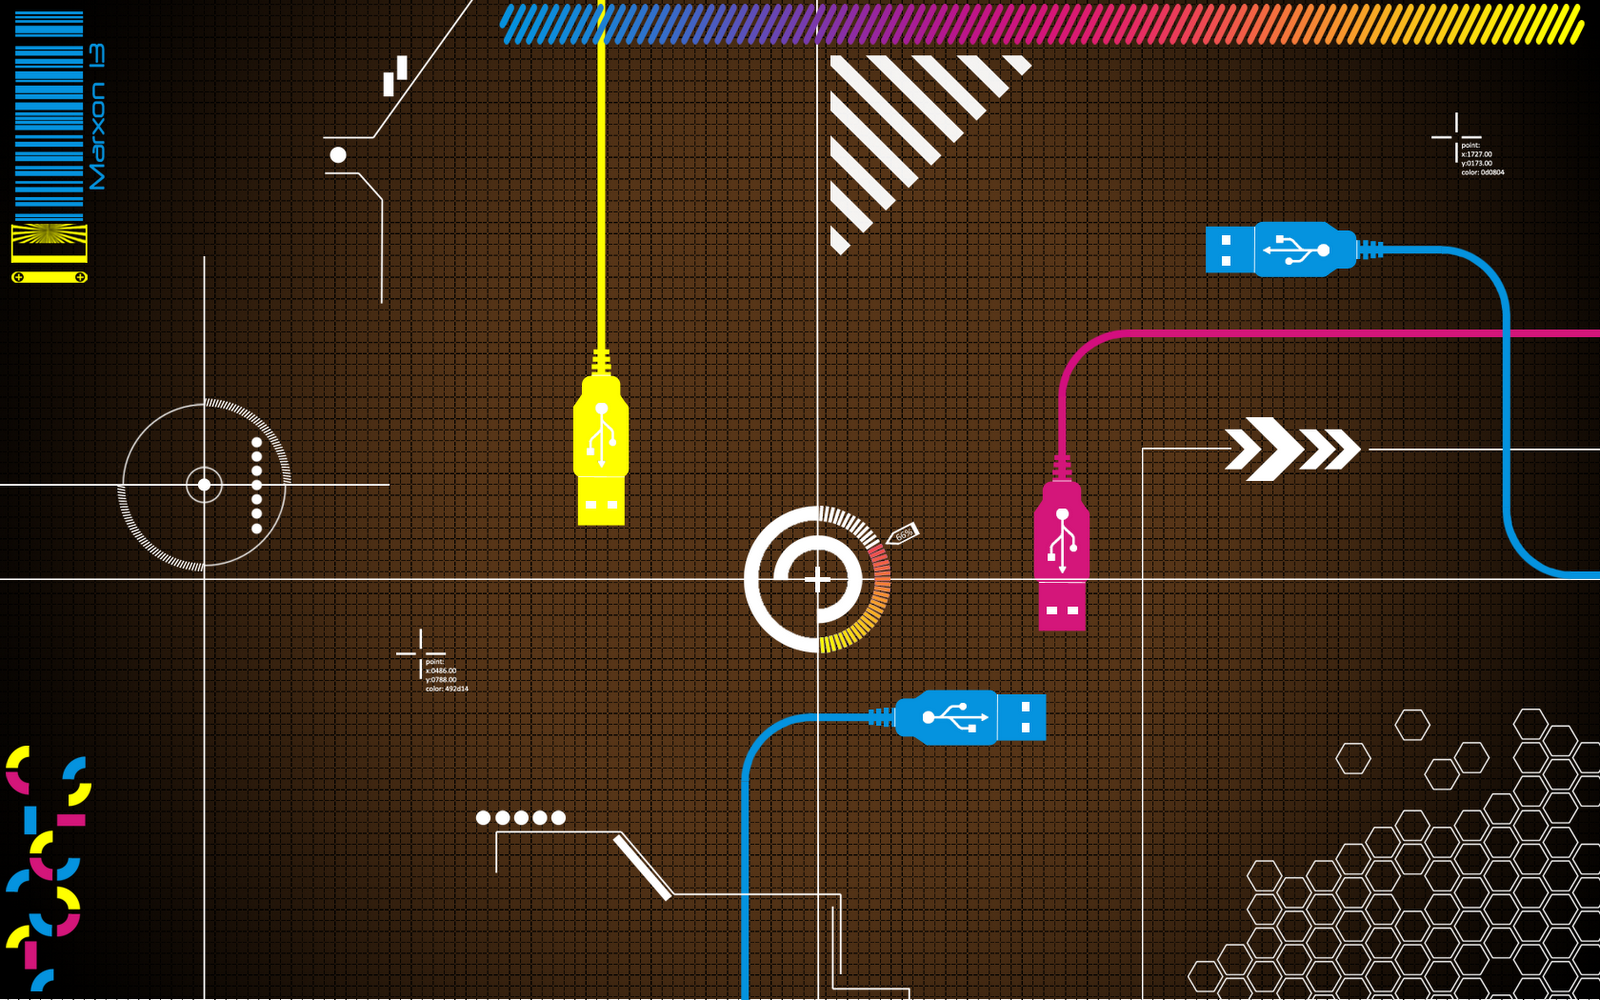 Marxon 13
point:
x:1727.00
y:0173.00
color: 0d0804
66%
point:
x:0486.00
y:0788.00
color: 492d14